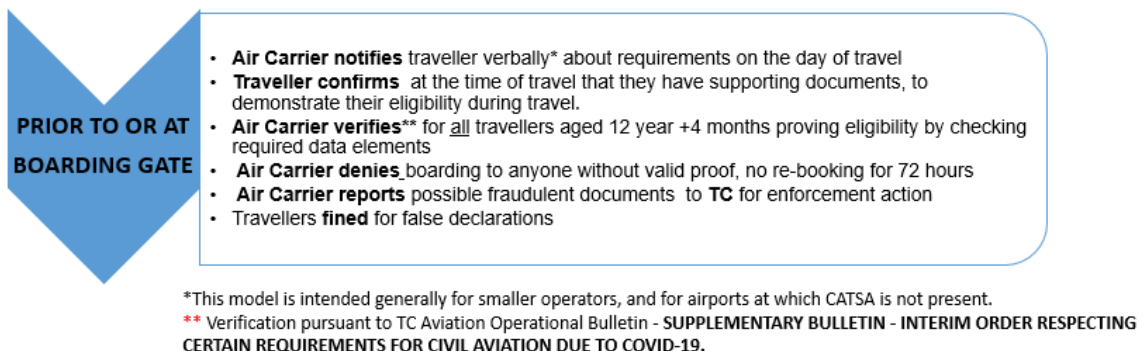 PRIOR TO OR AT
BOARDING GATE
• Air Carrier notifies traveller verbally* about requirements on the day of travel
• Traveller confirms at the time of travel that they have supporting documents, to
demonstrate their eligibility during travel.
• Air Carrier verifies** for all travellers aged 12 year +4 months proving eligibility by checking
required data elements
• Air Carrier denies boarding to anyone without valid proof, no re-booking for 72 hours
• Air Carrier reports possible fraudulent documents to TC for enforcement action
• Travellers fined for false declarations
*This model is intended generally for smaller operators, and for airports at which CATSA is not present.
** Verification pursuant to TC Aviation Operational Bulletin - SUPPLEMENTARY BULLETIN - INTERIM ORDER RESPECTING
CERTAIN REQUIREMENTS FOR CIVIL AVIATION DUE TO COVID-19.